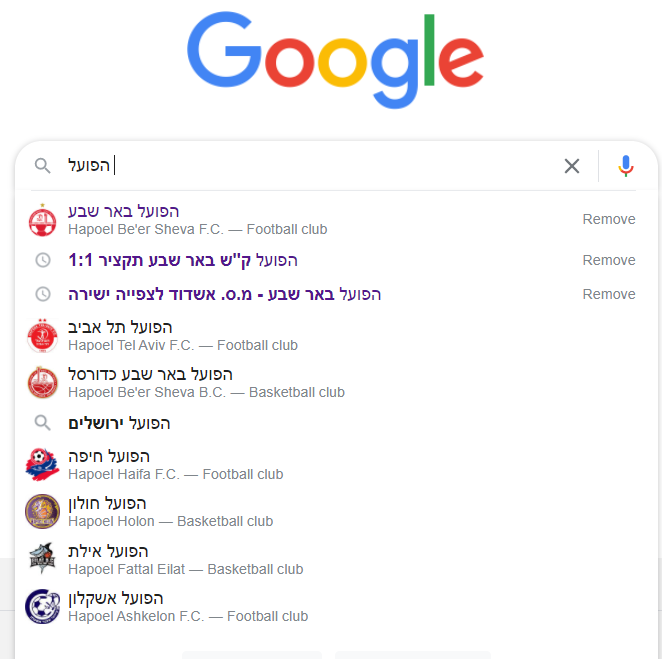 Google
הפועל
הפועל באר שבע
Hapoel Be'er Sheva F.C. — Football club
Remove
הפועל ק"ש באר שבע תקציר 1:1
Remove
הפועל באר שבע - מ.ס. אשדוד לצפייה ישירה
Remove
הפועל תל אביב
Hapoel Tel Aviv F.C. — Football club
הפועל באר שבע כדורסל
Hapoel Be'er Sheva B.C. — Basketball club
הפועל ירושלים
הפועל חיפה
Hapoel Haifa F.C. — Football club
הפועל חולון
Hapoel Holon — Basketball club
הפועל אילת
Hapoel Fattal Eilat — Basketball club
הפועל אשקלון
Hapoel Ashkelon F.C. — Football club